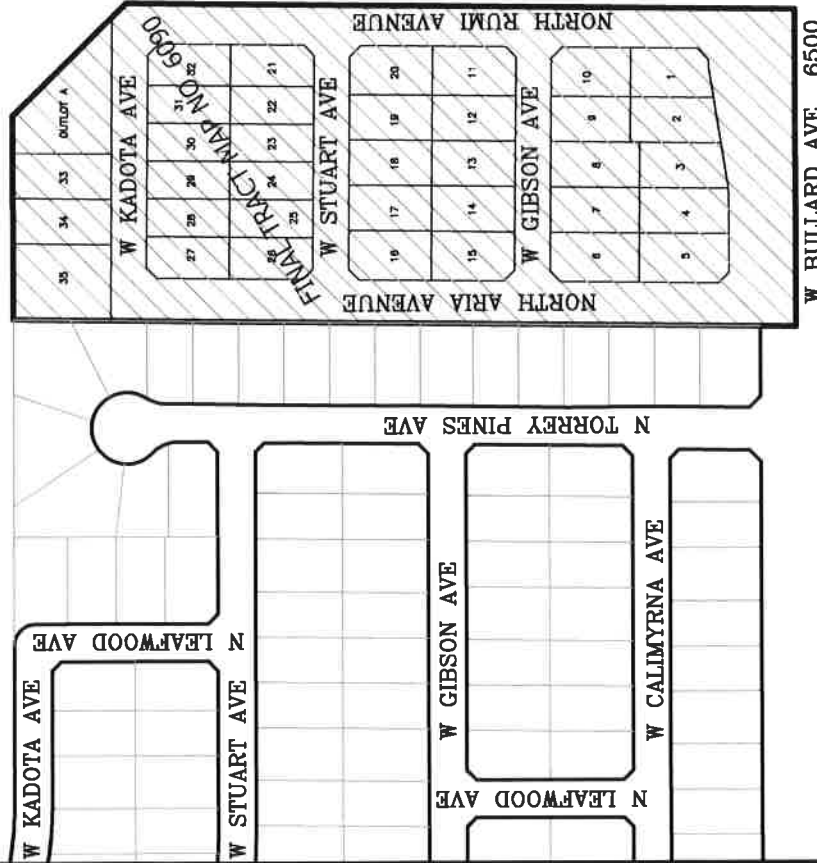 NORTH RUMI AVENUE
OUTLOT A
33
34
35
W KADOTA AVE
FINAL TRACT MAP NO 6090
32
31
30
29
28
27
21
22
23
24
25
26
W STUART AVE
20
19
18
17
16
11
12
13
14
15
W GIBSON AVE
10
9
8
7
6
1
2
3
4
5
NORTH ARIA AVENUE
W BULLARD AVE 6500
N TORREY PINES AVE
N LEAFWOOD AVE
W KADOTA AVE
W STUART AVE
W GIBSON AVE
N LEAFWOOD AVE
W CALIMYRNA AVE